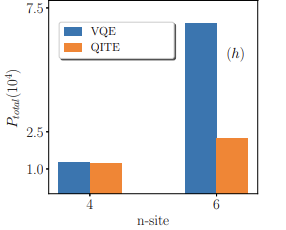 7.5
VQE
QITE
(h)
P_total(10^4)
2.5
1.0
4 6
n-site